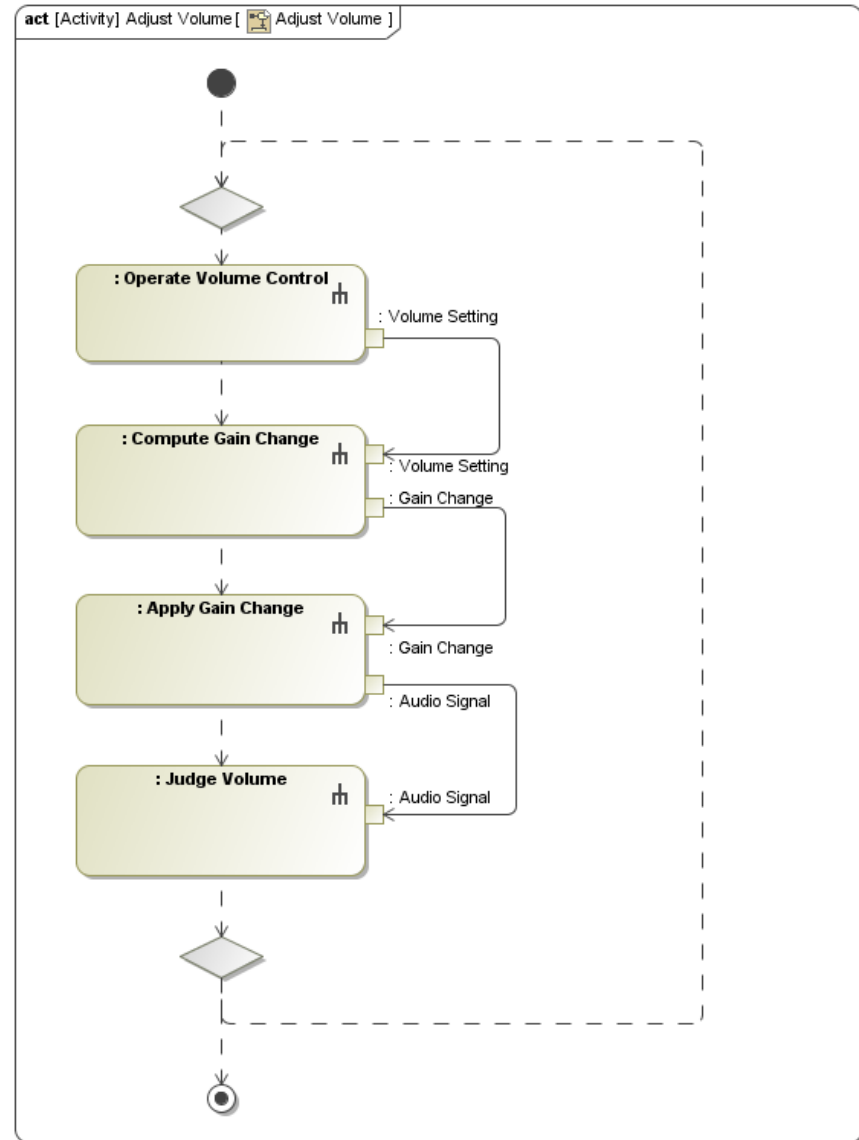 act [Activity] Adjust Volume [ Adjust Volume ]
: Operate Volume Control
: Volume Setting
: Compute Gain Change
: Volume Setting
: Gain Change
: Apply Gain Change
: Gain Change
: Audio Signal
: Judge Volume
: Audio Signal